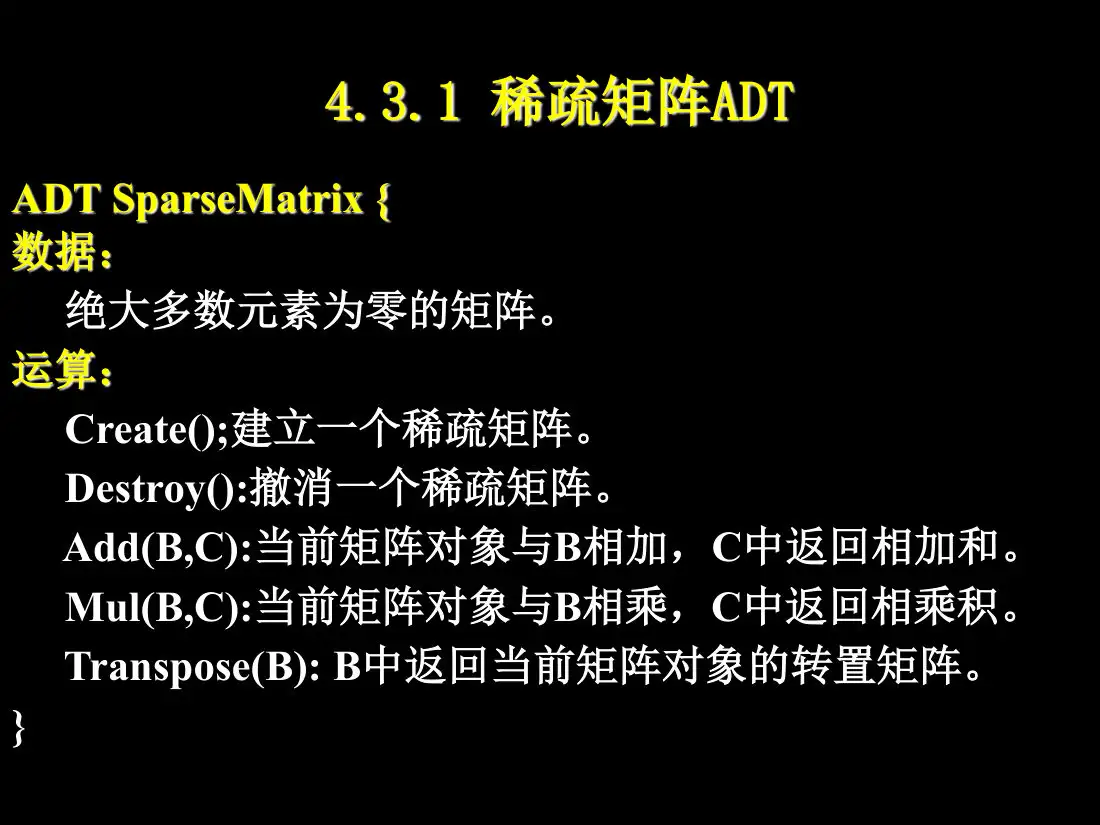 4.3.1 稀疏矩阵ADT
ADT SparseMatrix {
数据：
绝大多数元素为零的矩阵。
运算：
Create();建立一个稀疏矩阵。
Destroy():撤消一个稀疏矩阵。
Add(B,C):当前矩阵对象与B相加，C中返回相加和。
Mul(B,C):当前矩阵对象与B相乘，C中返回相乘积。
Transpose(B): B中返回当前矩阵对象的转置矩阵。
}